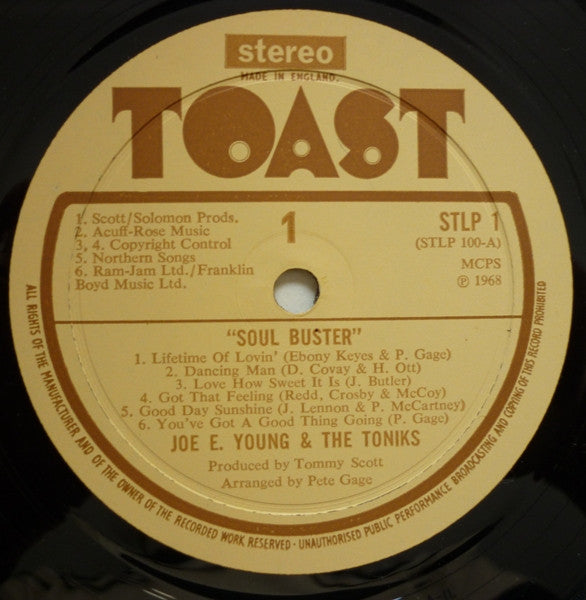 stereo
MADE IN ENGLAND.
TOAST
1. Scott/Solomon Prods.
2. Acuff-Rose Music
3, 4. Copyright Control
5. Northern Songs
6. Ram-Jam Ltd./Franklin
Boyd Music Ltd.
1
STLP 1
(STLP 100-A)
MCPS
Ⓟ 1968
"SOUL BUSTER"
1. Lifetime Of Lovin' (Ebony Keyes & P. Gage)
2. Dancing Man (D. Covay & H. Ott)
3. Love How Sweet It Is (J. Butler)
4. Got That Feeling (Redd, Crosby & McCoy)
5. Good Day Sunshine (J. Lennon & P. McCartney)
6. You've Got A Good Thing Going (P. Gage)
JOE E. YOUNG & THE TONIKS
Produced by Tommy Scott
Arranged by Pete Gage
ALL RIGHTS OF THE MANUFACTURER AND OF THE OWNER OF THE RECORDED WORK RESERVED · UNAUTHORISED PUBLIC PERFORMANCE BROADCASTING AND COPYING OF THIS RECORD PROHIBITED